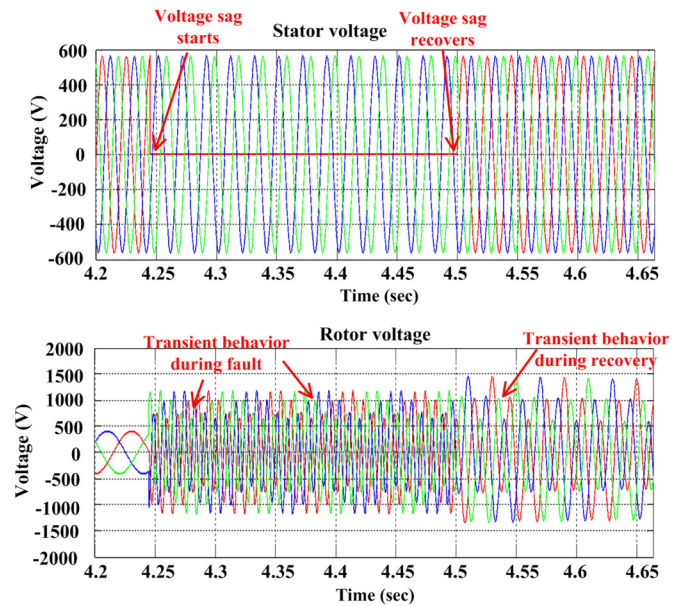 Voltage sag
starts
Stator voltage
Voltage sag
recovers
Voltage (V)
600
400
200
0
-200
-400
-600
4.2
4.25
4.3
4.35
4.4
4.45
4.5
4.55
4.6
4.65
Time (sec)
Transient behavior
during fault
Rotor voltage
Transient behavior
during recovery
Voltage (V)
2000
1500
1000
500
0
-500
-1000
-1500
-2000
4.2
4.25
4.3
4.35
4.4
4.45
4.5
4.55
4.6
4.65
Time (sec)